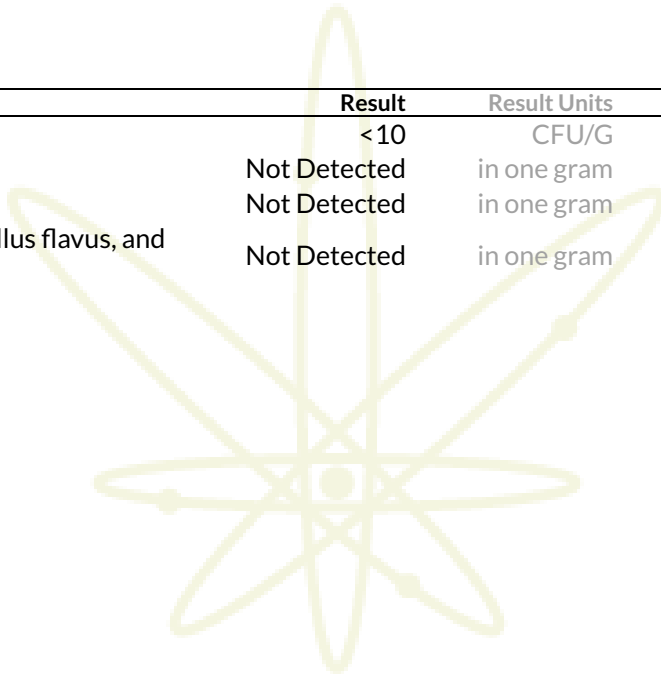 Result Result Units
<10 CFU/G
Not Detected in one gram
Not Detected in one gram
llus flavus, and
Not Detected in one gram